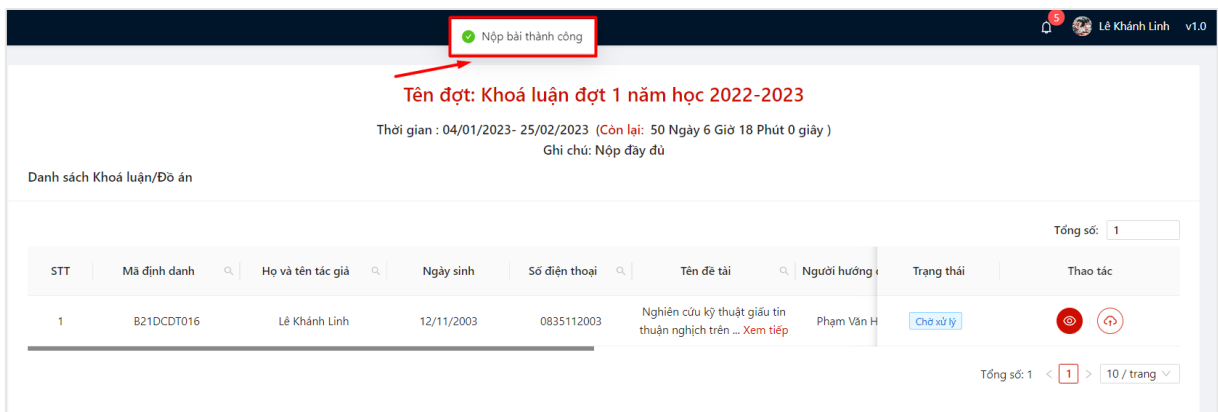 5
Lê Khánh Linh v1.0
Nộp bài thành công
Tên đợt: Khoá luận đợt 1 năm học 2022-2023
Thời gian : 04/01/2023- 25/02/2023 (Còn lại: 50 Ngày 6 Giờ 18 Phút 0 giây )
Ghi chú: Nộp đầy đủ
Danh sách Khoá luận/Đồ án
Tổng số: 1
STT Mã định danh Họ và tên tác giả Ngày sinh Số điện thoại Tên đề tài Người hướng Trạng thái Thao tác
1 B21DCDT016 Lê Khánh Linh 12/11/2003 0835112003 Nghiên cứu kỹ thuật giấu tin Phạm Văn H Chờ xử lý
thuận nghịch trên ... Xem tiếp
Tổng số: 1 < 1 > 10 / trang